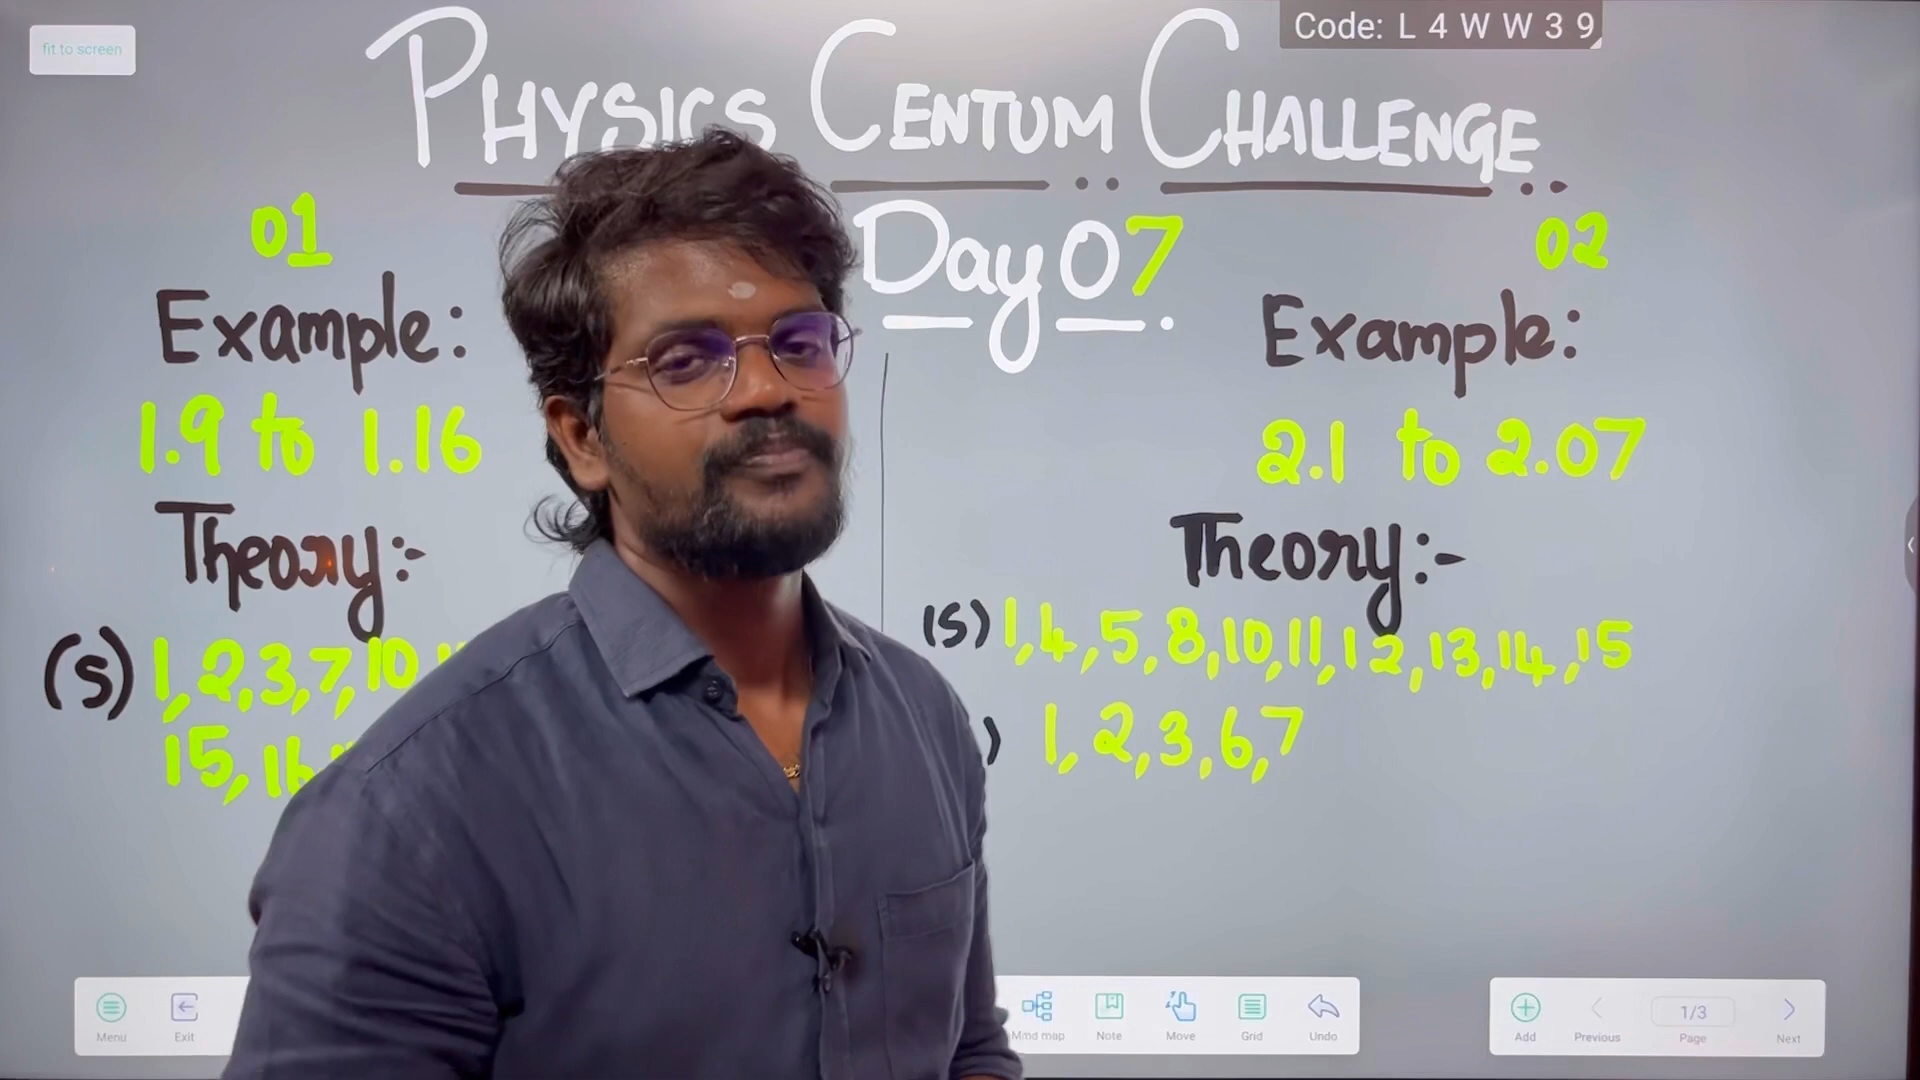 fit to screen
Code: L 4 W W 3 9
PHYSICS CENTUM CHALLENGE
Day 07
01
Example:
1.9 to 1.16
Theory:-
(S) 1, 2, 3, 7, 10
15, 16
02
Example:
2.1 to 2.07
Theory:-
(S) 1, 4, 5, 8, 10, 11, 12, 13, 14, 15
) 1, 2, 3, 6, 7
Menu
Exit
Mind map
Note
Move
Grid
Undo
Add
Previous
1/3
Page
Next